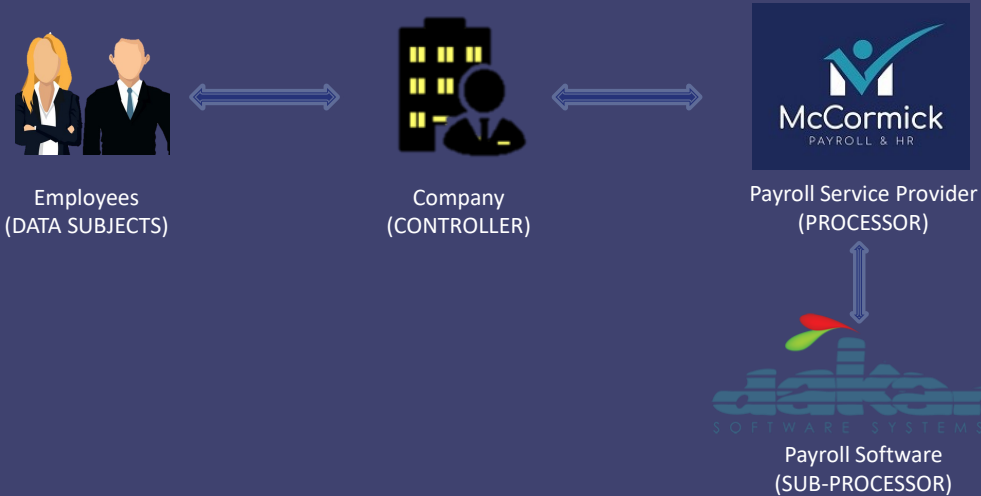 McCormick
PAYROLL & HR
Employees
(DATA SUBJECTS)
Company
(CONTROLLER)
Payroll Service Provider
(PROCESSOR)
dakar
SOFTWARE SYSTEMS
Payroll Software
(SUB-PROCESSOR)